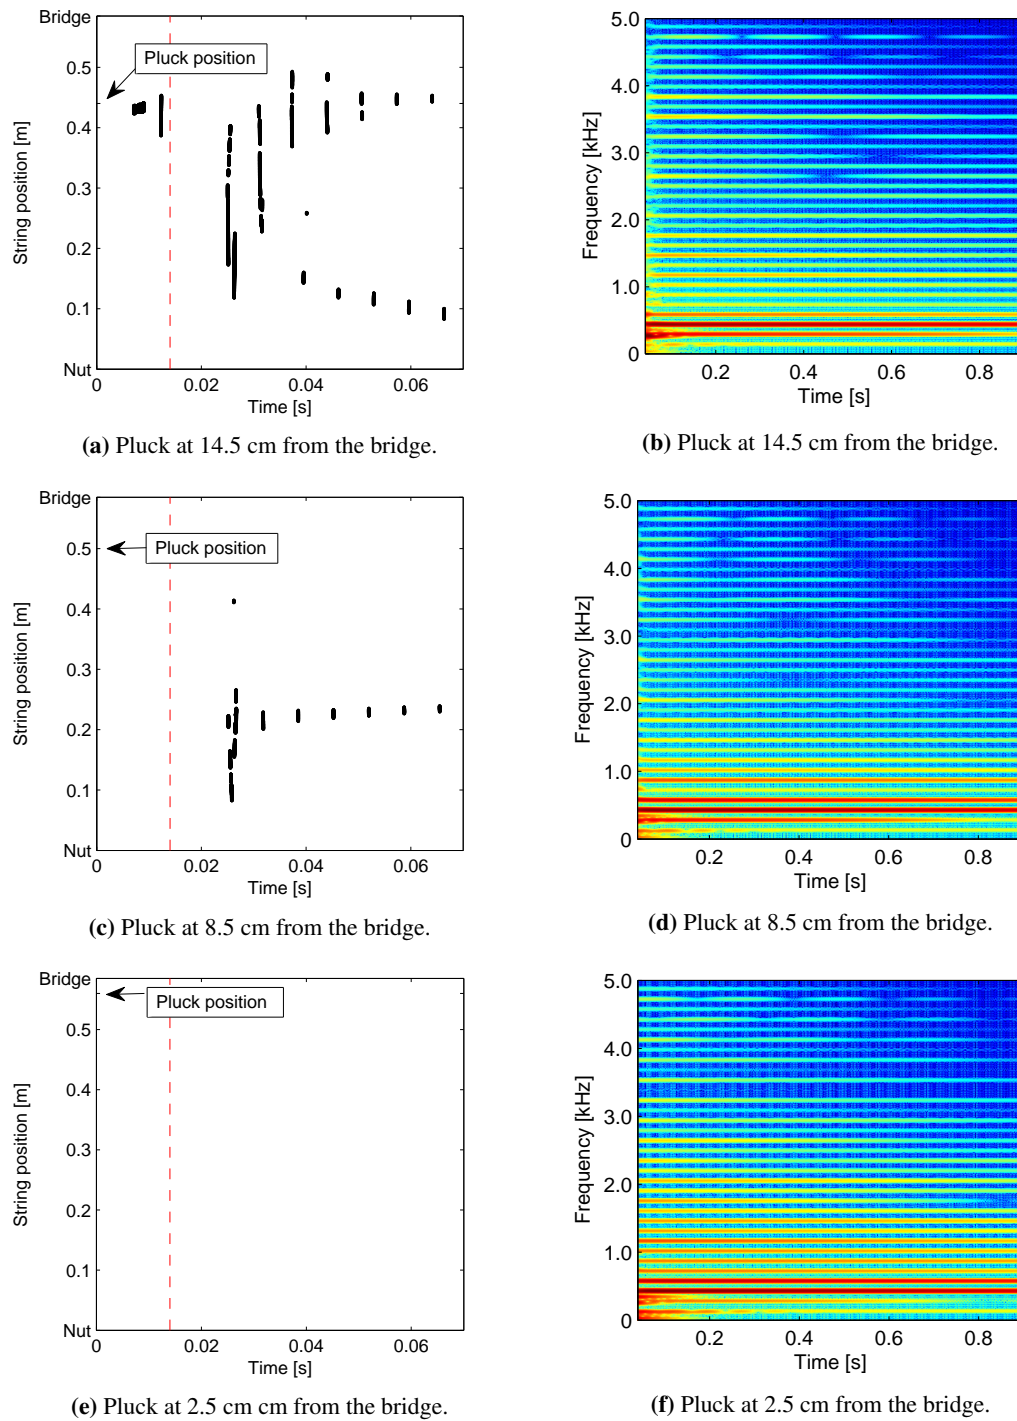 Bridge
0.5
0.4
0.3
0.2
0.1
Nut
String position [m]
Pluck position
0
0.02
0.04
0.06
Time [s]
(a) Pluck at 14.5 cm from the bridge.
5.0
4.0
3.0
2.0
1.0
0
Frequency [kHz]
0.2
0.4
0.6
0.8
Time [s]
(b) Pluck at 14.5 cm from the bridge.
Bridge
0.5
0.4
0.3
0.2
0.1
Nut
String position [m]
Pluck position
0
0.02
0.04
0.06
Time [s]
(c) Pluck at 8.5 cm from the bridge.
5.0
4.0
3.0
2.0
1.0
0
Frequency [kHz]
0.2
0.4
0.6
0.8
Time [s]
(d) Pluck at 8.5 cm from the bridge.
Bridge
0.5
0.4
0.3
0.2
0.1
Nut
String position [m]
Pluck position
0
0.02
0.04
0.06
Time [s]
(e) Pluck at 2.5 cm cm from the bridge.
5.0
4.0
3.0
2.0
1.0
0
Frequency [kHz]
0.2
0.4
0.6
0.8
Time [s]
(f) Pluck at 2.5 cm from the bridge.